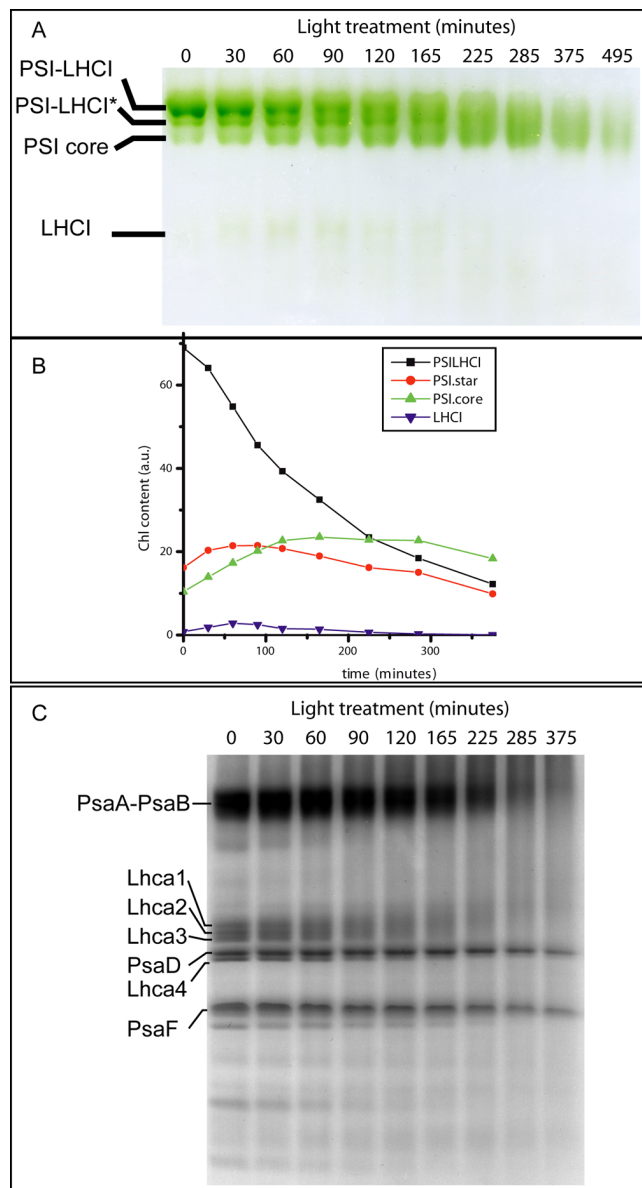 A
Light treatment (minutes)
0 30 60 90 120 165 225 285 375 495
PSI-LHCI
PSI-LHCI*
PSI core
LHCI
B
PSILHCI
PSI.star
PSI.core
LHCI
60
40
20
0
Chl content (a.u.)
0 100 200 300
time (minutes)
C
Light treatment (minutes)
0 30 60 90 120 165 225 285 375
PsaA-PsaB
Lhca1
Lhca2
Lhca3
PsaD
Lhca4
PsaF